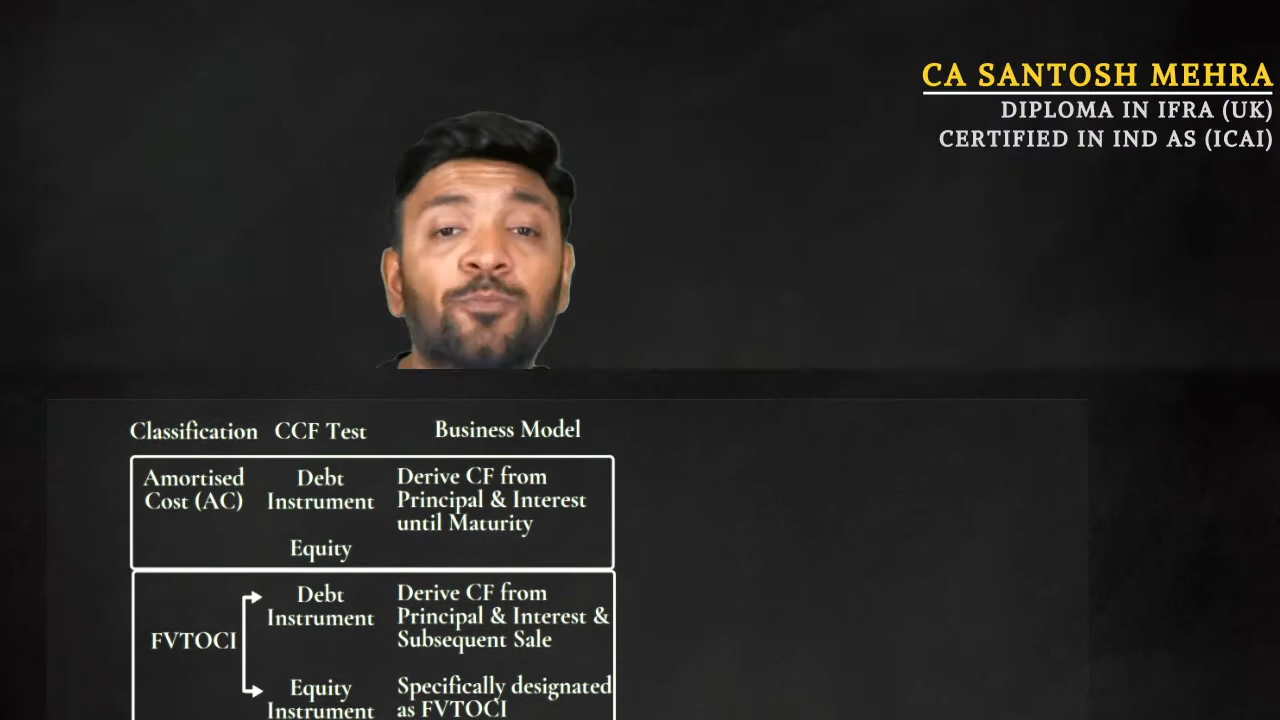 CA SANTOSH MEHRA
DIPLOMA IN IFRA (UK)
CERTIFIED IN IND AS (ICAI)
Classification CCF Test Business Model
Amortised Debt Derive CF from
Cost (AC) Instrument Principal & Interest
until Maturity
Equity
Debt Derive CF from
Instrument Principal & Interest &
FVTOCI Subsequent Sale
Equity Specifically designated
Instrument as FVTOCI